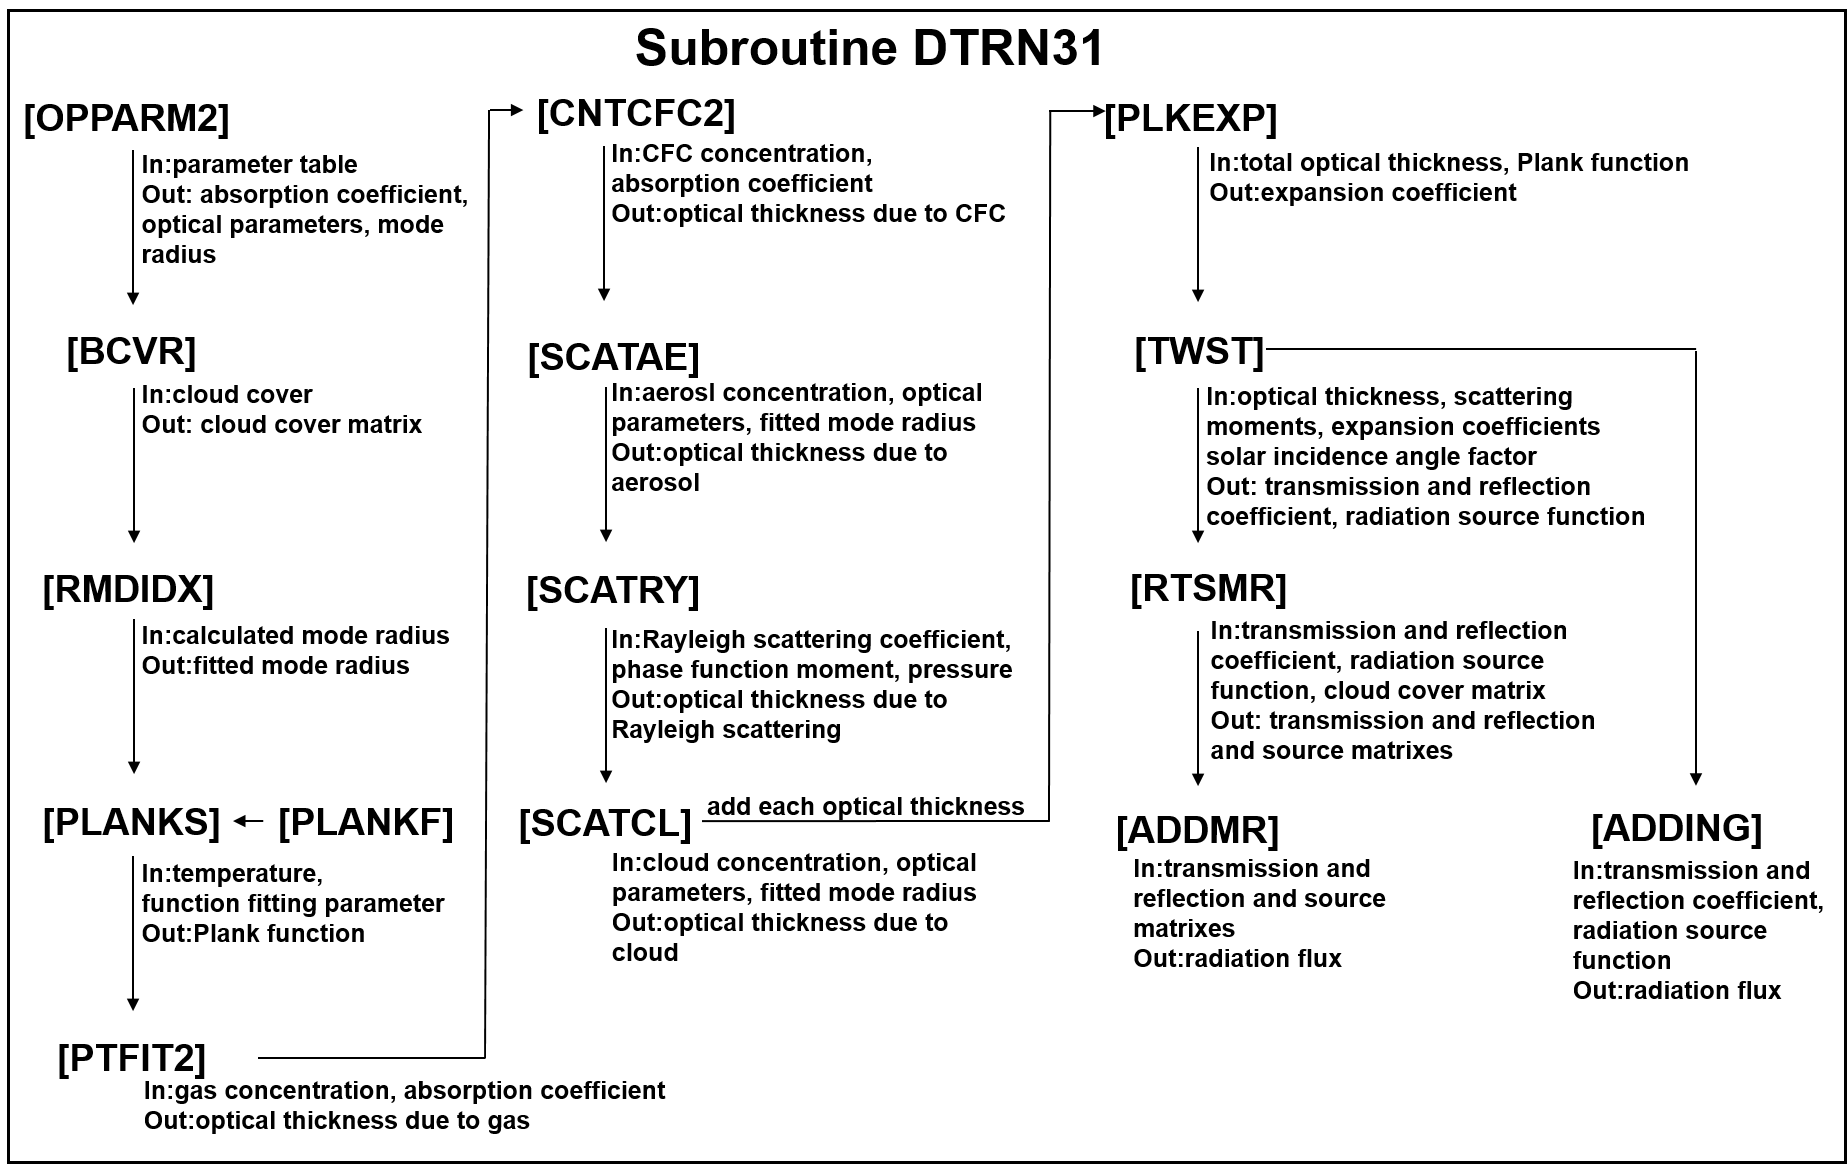 Subroutine DTRN31
[OPPARM2]
In:parameter table
Out: absorption coefficient,
optical parameters, mode
radius
[BCVR]
In:cloud cover
Out: cloud cover matrix
[RMDIDX]
In:calculated mode radius
Out:fitted mode radius
[PLANKS]
[PLANKF]
In:temperature,
function fitting parameter
Out:Plank function
[PTFIT2]
In:gas concentration, absorption coefficient
Out:optical thickness due to gas
[CNTCFC2]
In:CFC concentration,
absorption coefficient
Out:optical thickness due to CFC
[SCATAE]
In:aerosl concentration, optical
parameters, fitted mode radius
Out:optical thickness due to
aerosol
[SCATRY]
In:Rayleigh scattering coefficient,
phase function moment, pressure
Out:optical thickness due to
Rayleigh scattering
[SCATCL]
add each optical thickness
In:cloud concentration, optical
parameters, fitted mode radius
Out:optical thickness due to
cloud
[PLKEXP]
In:total optical thickness, Plank function
Out:expansion coefficient
[TWST]
In:optical thickness, scattering
moments, expansion coefficients
solar incidence angle factor
Out: transmission and reflection
coefficient, radiation source function
[RTSMR]
In:transmission and reflection
coefficient, radiation source
function, cloud cover matrix
Out: transmission and reflection
and source matrixes
[ADDMR]
In:transmission and
reflection and source
matrixes
Out:radiation flux
[ADDING]
In:transmission and
reflection coefficient,
radiation source
function
Out:radiation flux